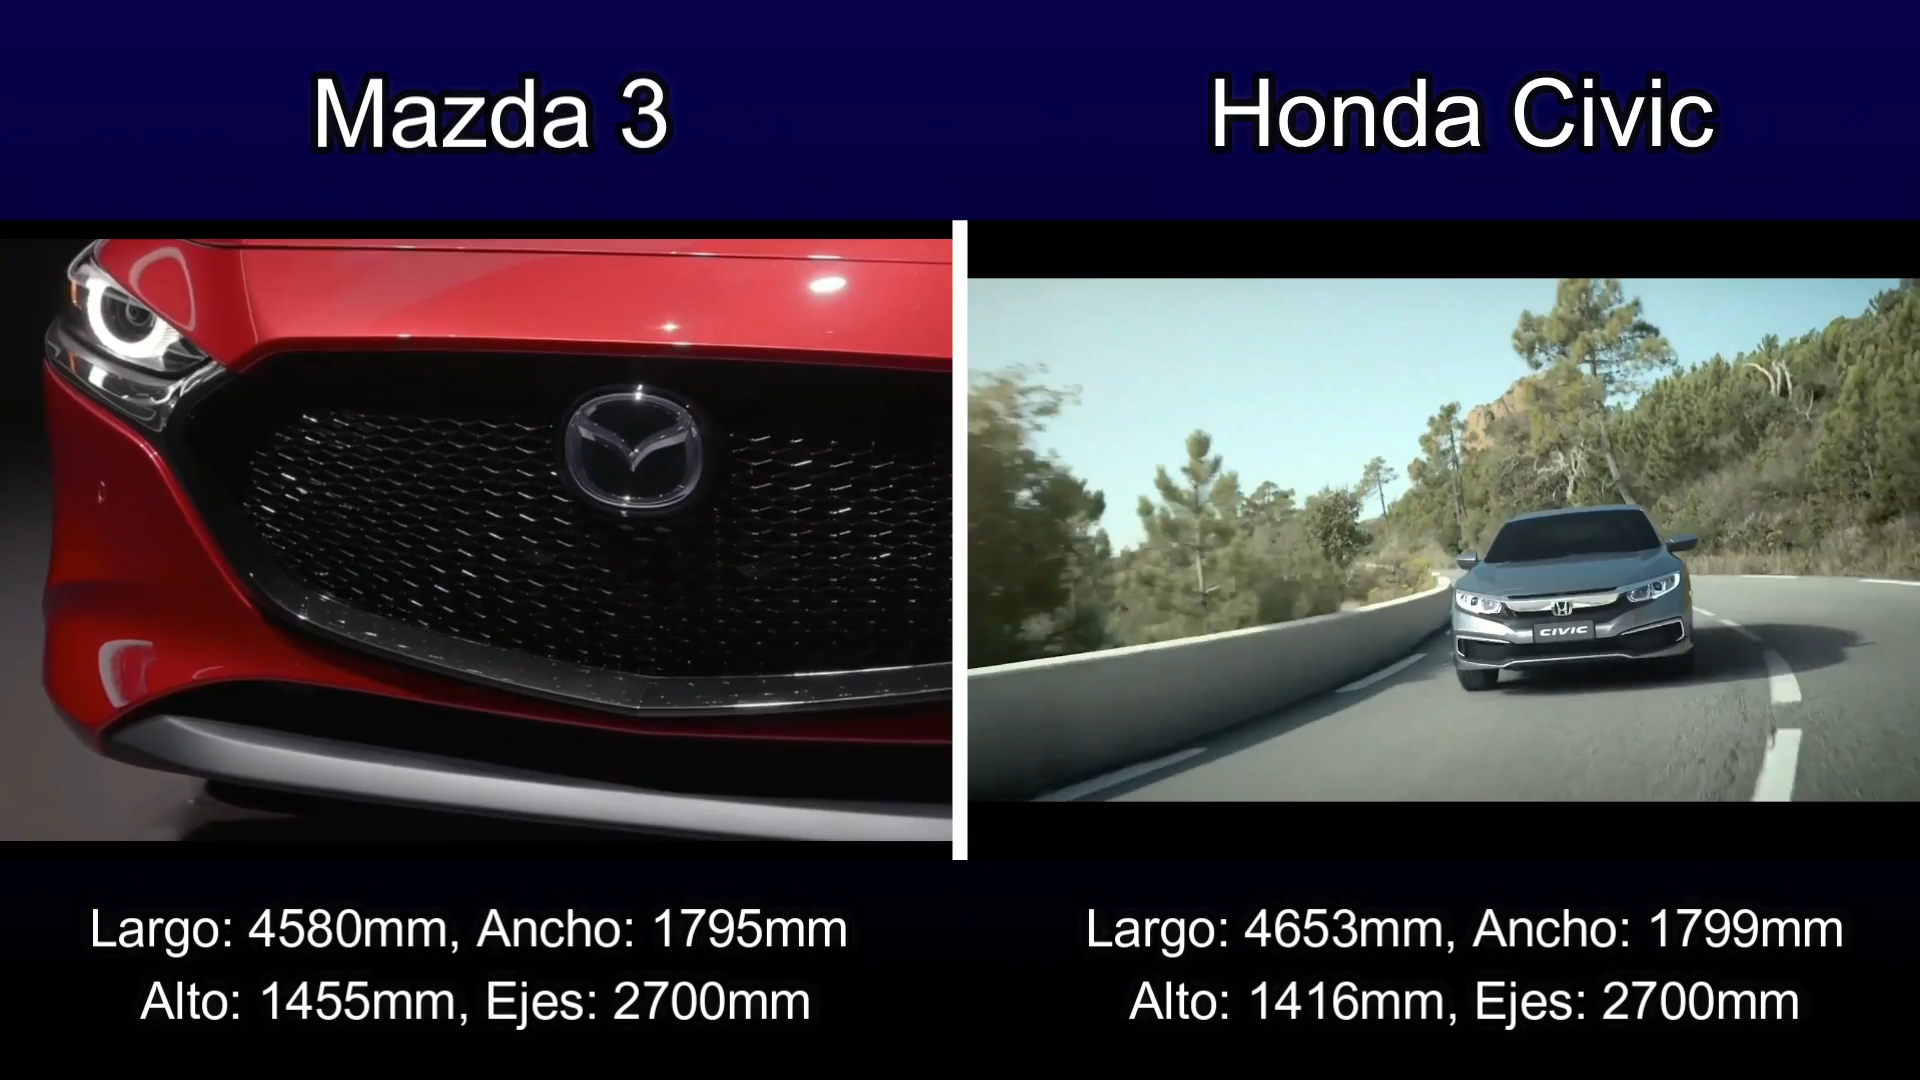 Mazda 3
Honda Civic
CIVIC
Largo: 4580mm, Ancho: 1795mm
Alto: 1455mm, Ejes: 2700mm
Largo: 4653mm, Ancho: 1799mm
Alto: 1416mm, Ejes: 2700mm